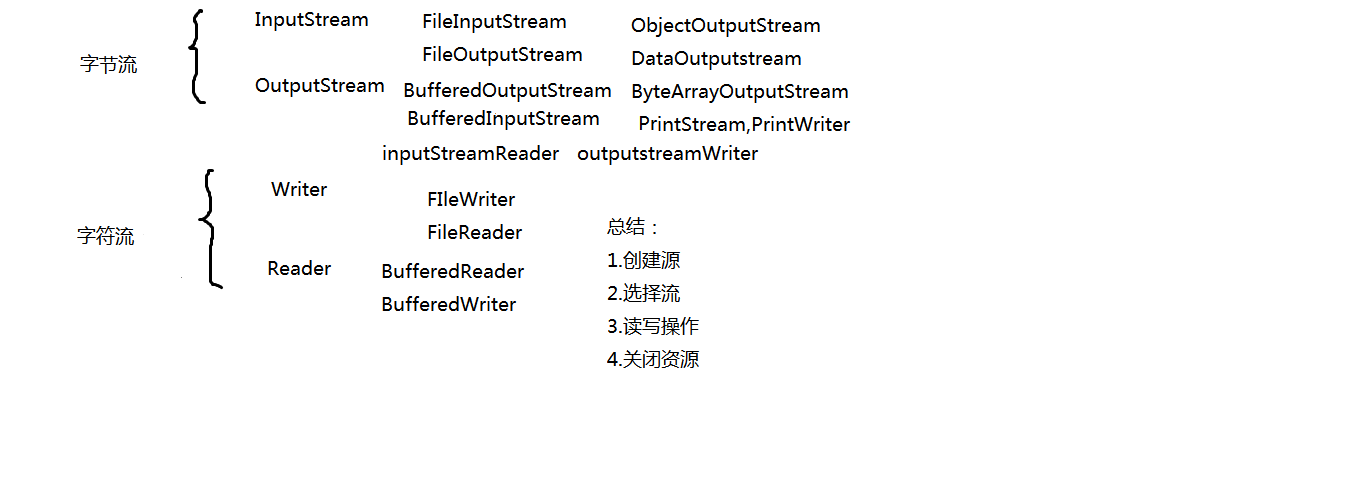 InputStream FileInputStream ObjectOutputStream
FileOutputStream DataOutputstream
字节流
OutputStream BufferedOutputStream ByteArrayOutputStream
BufferedInputStream PrintStream,PrintWriter
inputStreamReader outputstreamWriter
Writer FIleWriter
字符流 FileReader 总结：
Reader BufferedReader 1.创建源
BufferedWriter 2.选择流
3.读写操作
4.关闭资源